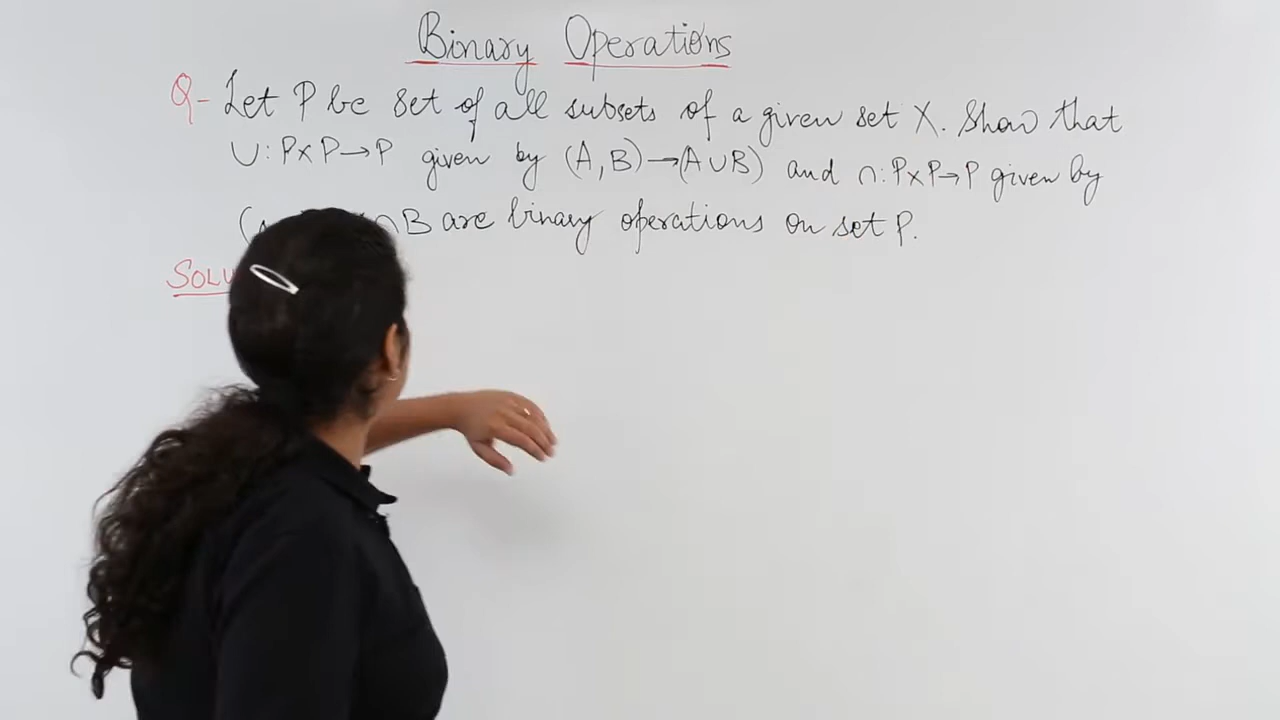 Binary Operations
Q- Let P be set of all subsets of a given set X. Show that
∪: P×P→P given by (A,B)→(A∪B) and ∩:P×P→P given by
∩B are binary operations on set P.